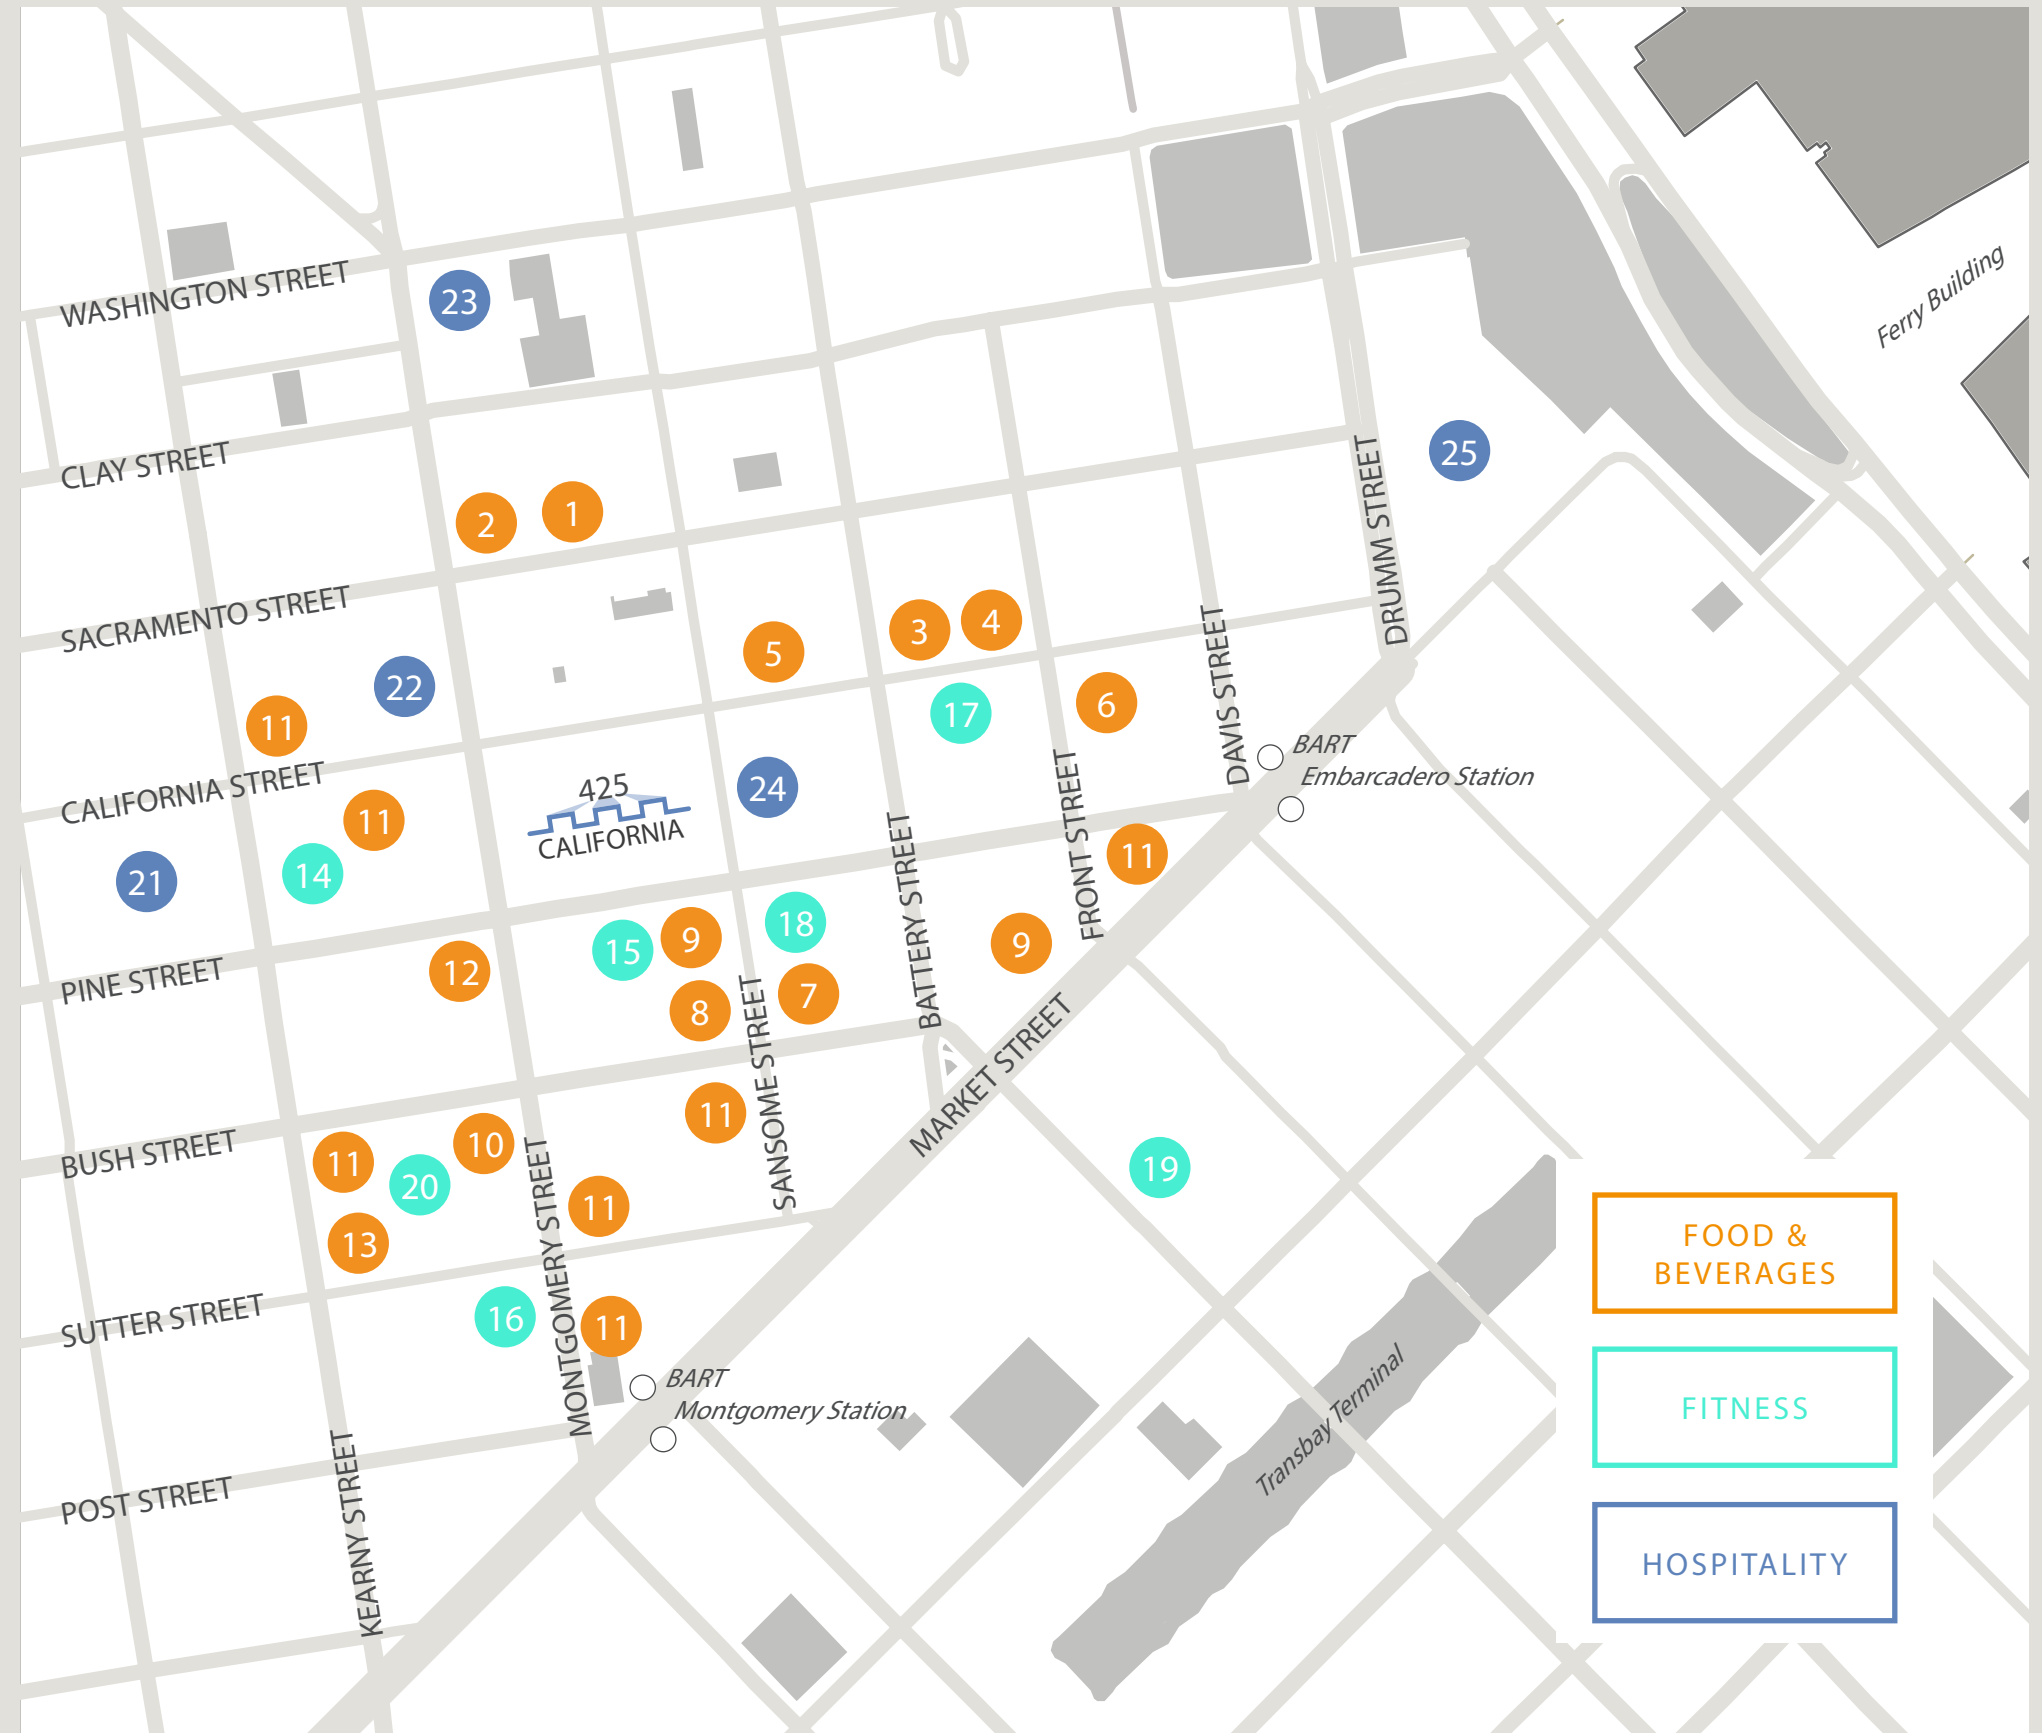 WASHINGTON STREET
23
Ferry Building
CLAY STREET
25
2
1
DRUMM STREET
SACRAMENTO STREET
3
4
5
22
11
17
6
DAVIS STREET
BART
Embarcadero Station
CALIFORNIA STREET
425
CALIFORNIA
24
11
14
21
FRONT STREET
11
BATTERY STREET
18
9
15
9
12
PINE STREET
8
7
SANSOME STREET
MARKET STREET
11
BUSH STREET
11
10
20
19
11
13
MONTGOMERY STREET
SUTTER STREET
16
11
BART
Montgomery Station
Transbay Terminal
POST STREET
KEARNY STREET
FOOD &
BEVERAGES
FITNESS
HOSPITALITY